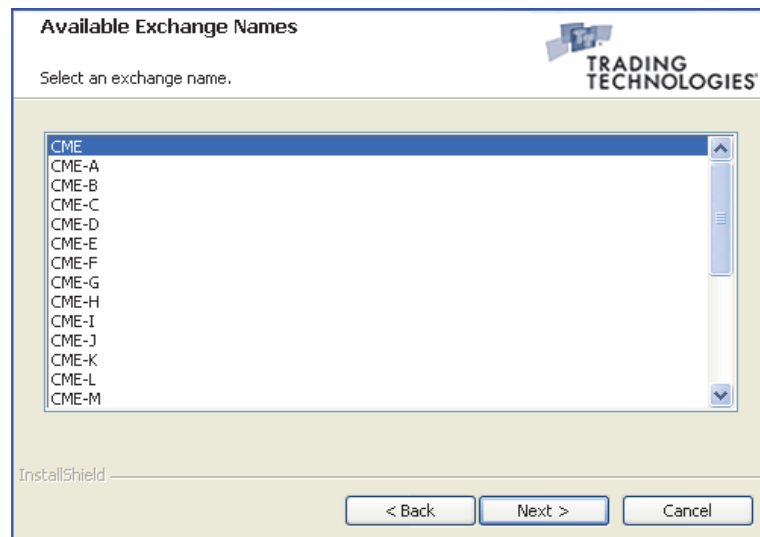 Available Exchange Names
Select an exchange name.
TT
TRADING
TECHNOLOGIES
CME
CME-A
CME-B
CME-C
CME-D
CME-E
CME-F
CME-G
CME-H
CME-I
CME-J
CME-K
CME-L
CME-M
InstallShield
< Back
Next >
Cancel